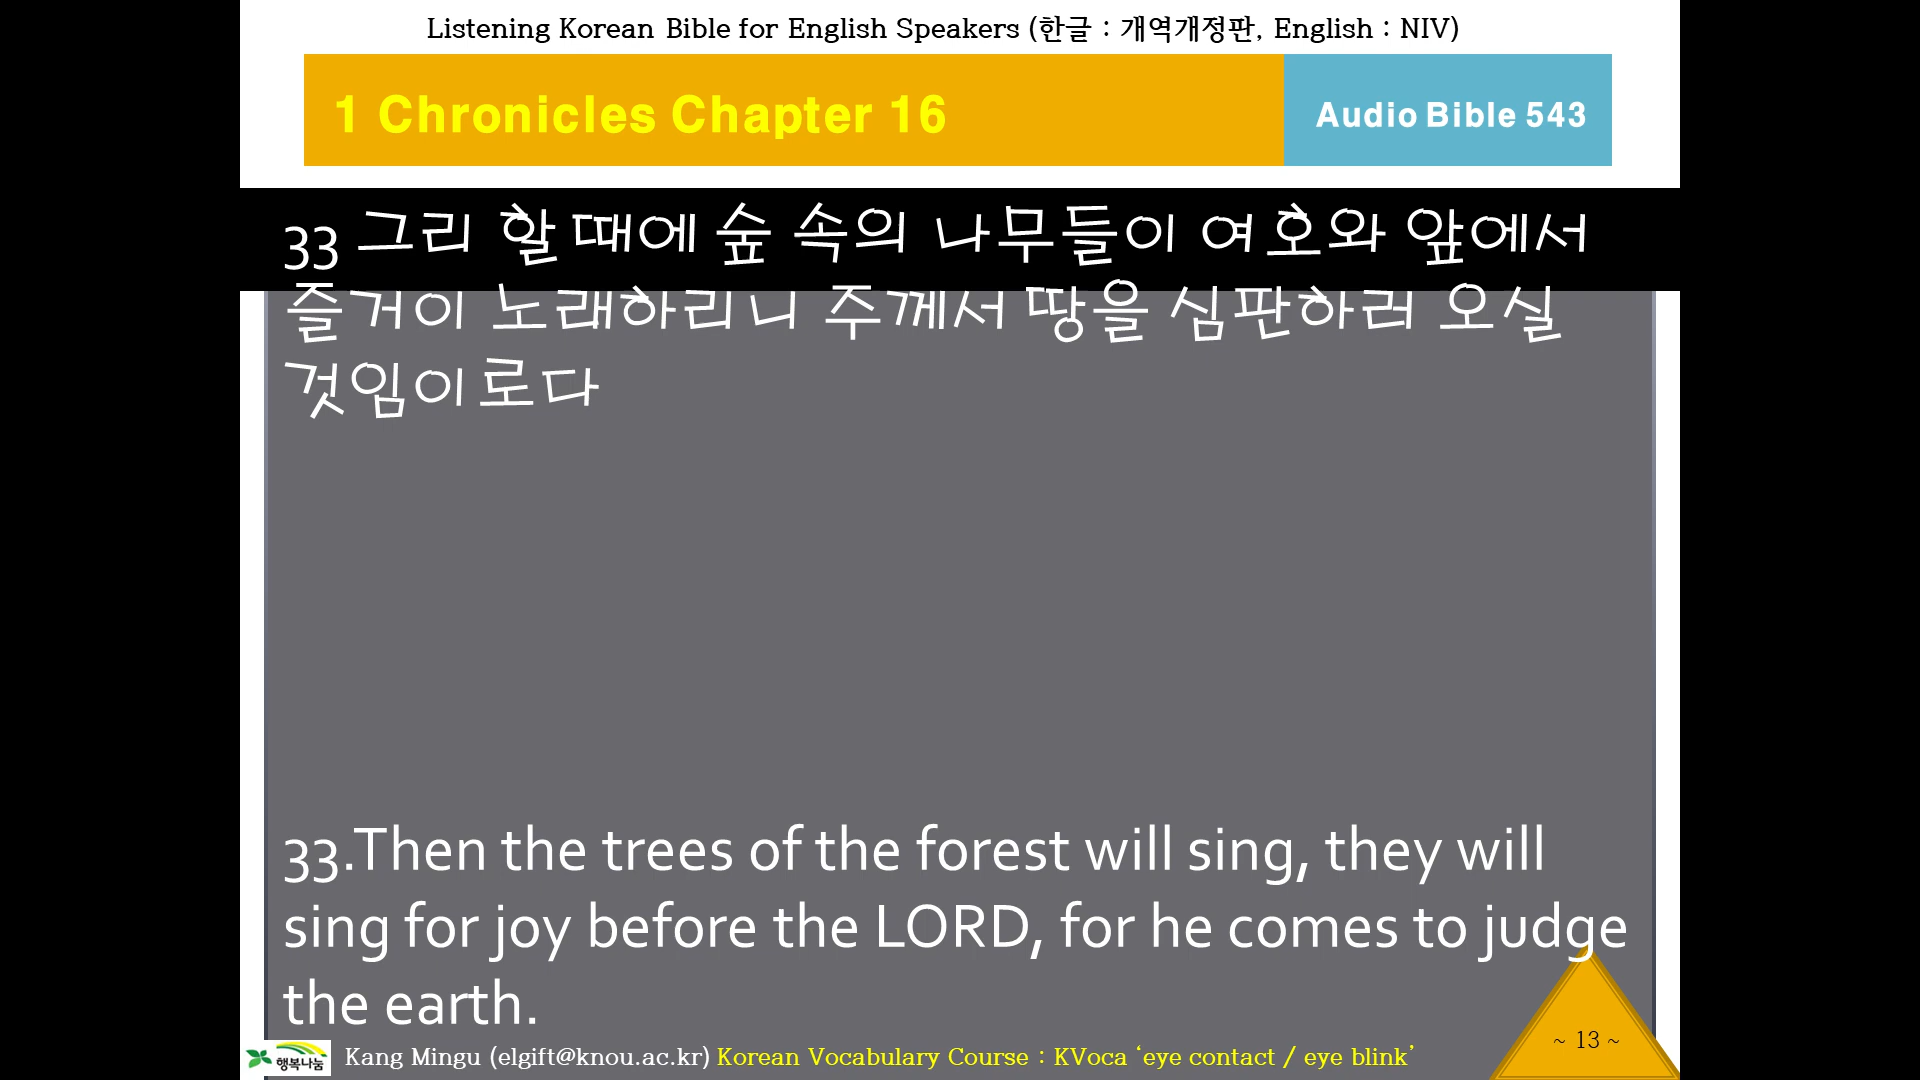 Listening Korean Bible for English Speakers (한글 : 개역개정판, English : NIV)
1 Chronicles Chapter 16
Audio Bible 543
33 그리 할 때에 숲 속의 나무들이 여호와 앞에서
즐거이 노래하리니 주께서 땅을 심판하러 오실
것임이로다
33.Then the trees of the forest will sing, they will
sing for joy before the LORD, for he comes to judge
the earth.
~ 13 ~
행복나눔
Kang Mingu (elgift@knou.ac.kr) Korean Vocabulary Course : KVoca ‘eye contact / eye blink’